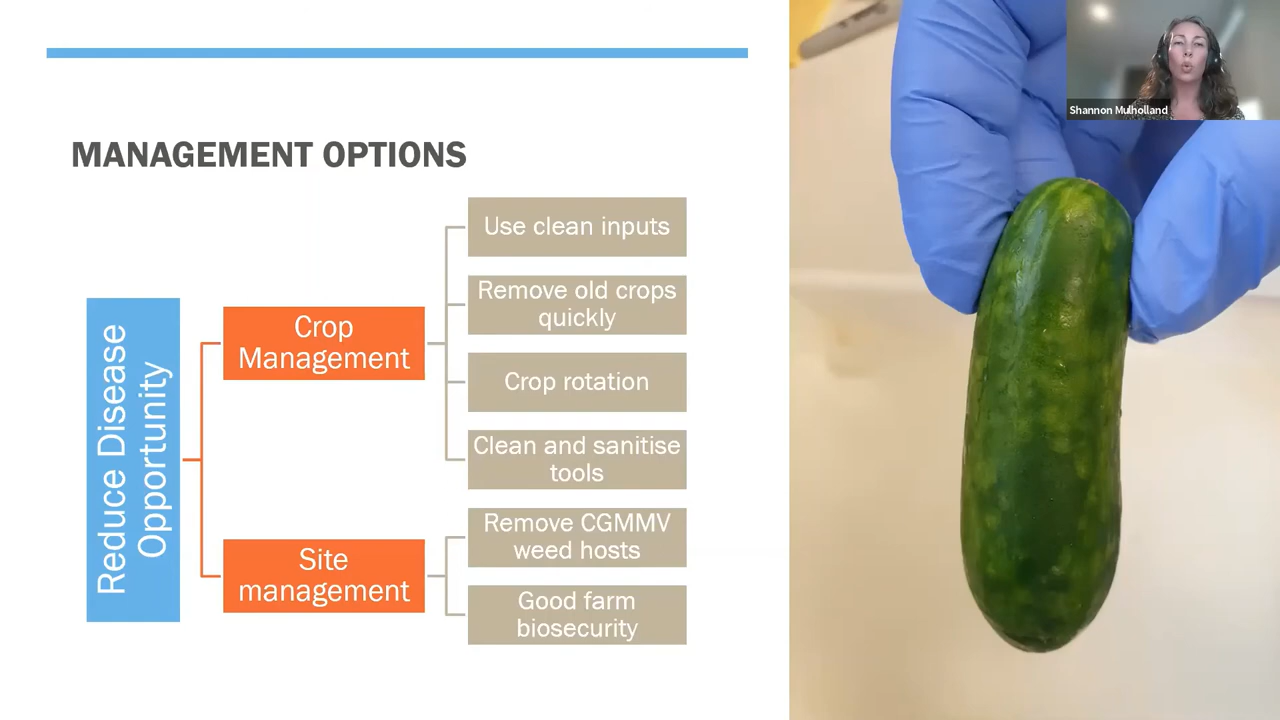 Shannon Mulholland
MANAGEMENT OPTIONS
Reduce Disease
Opportunity
Crop
Management
Use clean inputs
Remove old crops
quickly
Crop rotation
Clean and sanitise
tools
Site
management
Remove CGMMV
weed hosts
Good farm
biosecurity